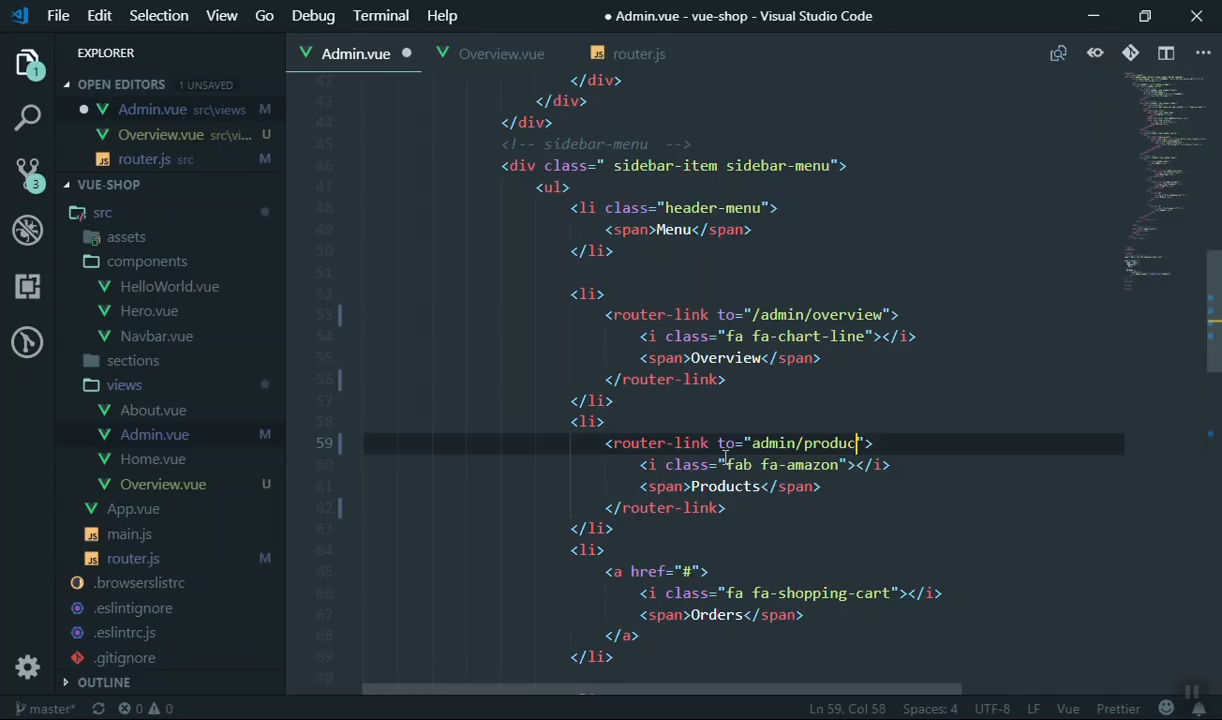 File Edit Selection View Go Debug Terminal Help ● Admin.vue - vue-shop - Visual Studio Code
EXPLORER
OPEN EDITORS 1 UNSAVED
Admin.vue src\views M
Overview.vue src\vi... U
JS router.js src M
VUE-SHOP
src
assets
components
HelloWorld.vue
Hero.vue
Navbar.vue
sections
views
About.vue
Admin.vue M
Home.vue
Overview.vue U
App.vue
JS main.js
JS router.js M
.browserslistrc
.eslintignore
.eslintrc.js
.gitignore
OUTLINE
1
3
Admin.vue ● Overview.vue JS router.js
42 </div>
43 </div>
44 </div>
45 <!-- sidebar-menu -->
46 <div class=" sidebar-item sidebar-menu">
47 <ul>
48 <li class="header-menu">
49 <span>Menu</span>
50 </li>
51
52 <li>
53 <router-link to="/admin/overview">
54 <i class="fa fa-chart-line"></i>
55 <span>Overview</span>
56 </router-link>
57 </li>
58 <li>
59 <router-link to="admin/produc">
60 <i class="fab fa-amazon"></i>
61 <span>Products</span>
62 </router-link>
63 </li>
64 <li>
65 <a href="#">
66 <i class="fa fa-shopping-cart"></i>
67 <span>Orders</span>
68 </a>
69 </li>
70
master* 0 0 Ln 59, Col 58 Spaces: 4 UTF-8 LF Vue Prettier